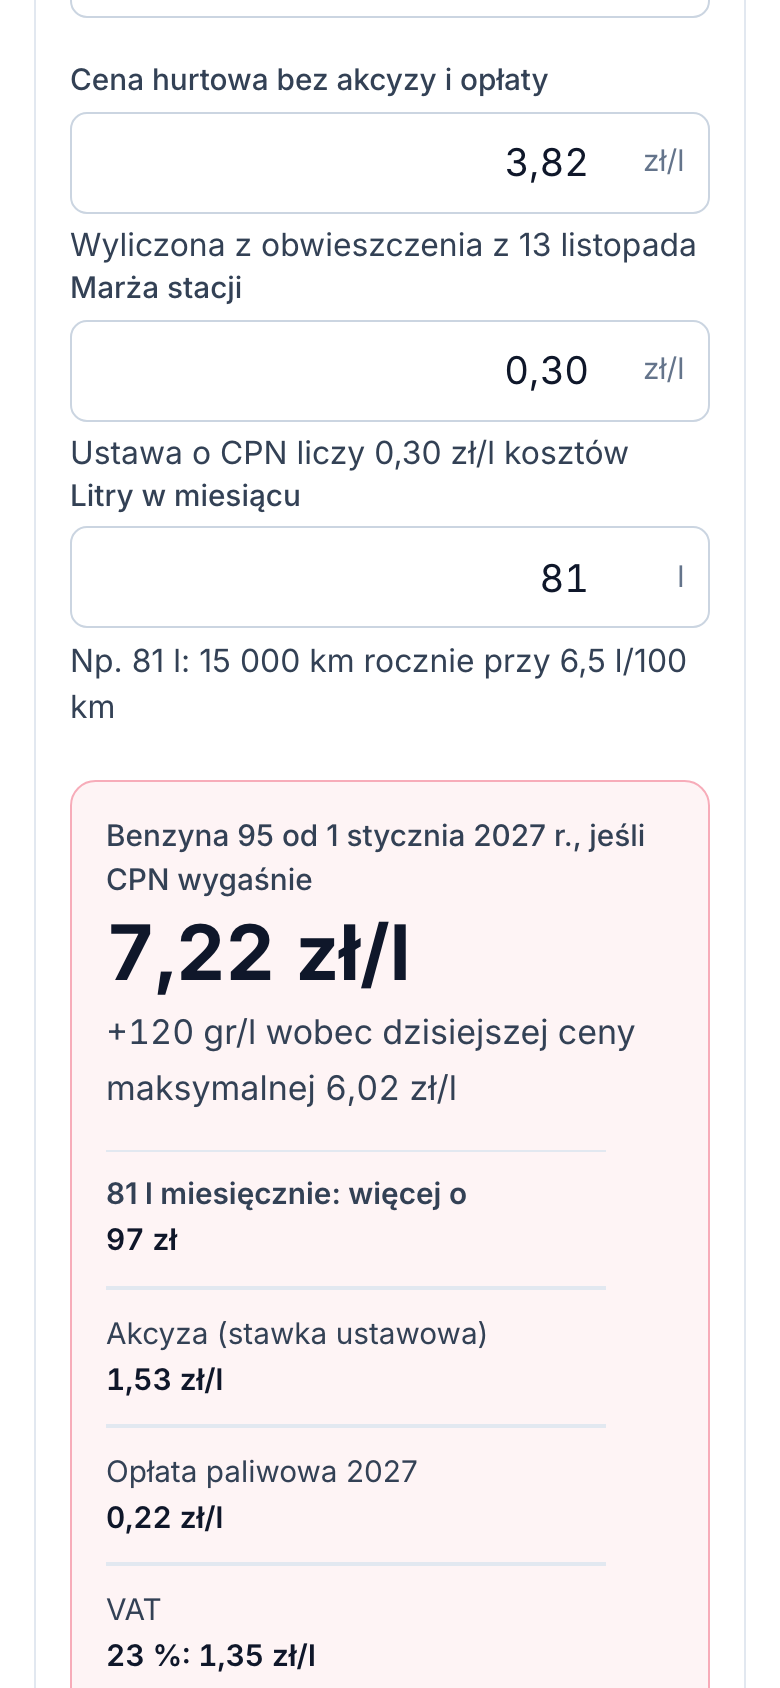 Cena hurtowa bez akcyzy i opłaty
3,82 zł/l
Wyliczona z obwieszczenia z 13 listopada
Marża stacji
0,30 zł/l
Ustawa o CPN liczy 0,30 zł/l kosztów
Litry w miesiącu
81 l
Np. 81 l: 15 000 km rocznie przy 6,5 l/100
km
Benzyna 95 od 1 stycznia 2027 r., jeśli
CPN wygaśnie
7,22 zł/l
+120 gr/l wobec dzisiejszej ceny
maksymalnej 6,02 zł/l
81 l miesięcznie: więcej o
97 zł
Akcyza (stawka ustawowa)
1,53 zł/l
Opłata paliwowa 2027
0,22 zł/l
VAT
23 %: 1,35 zł/l